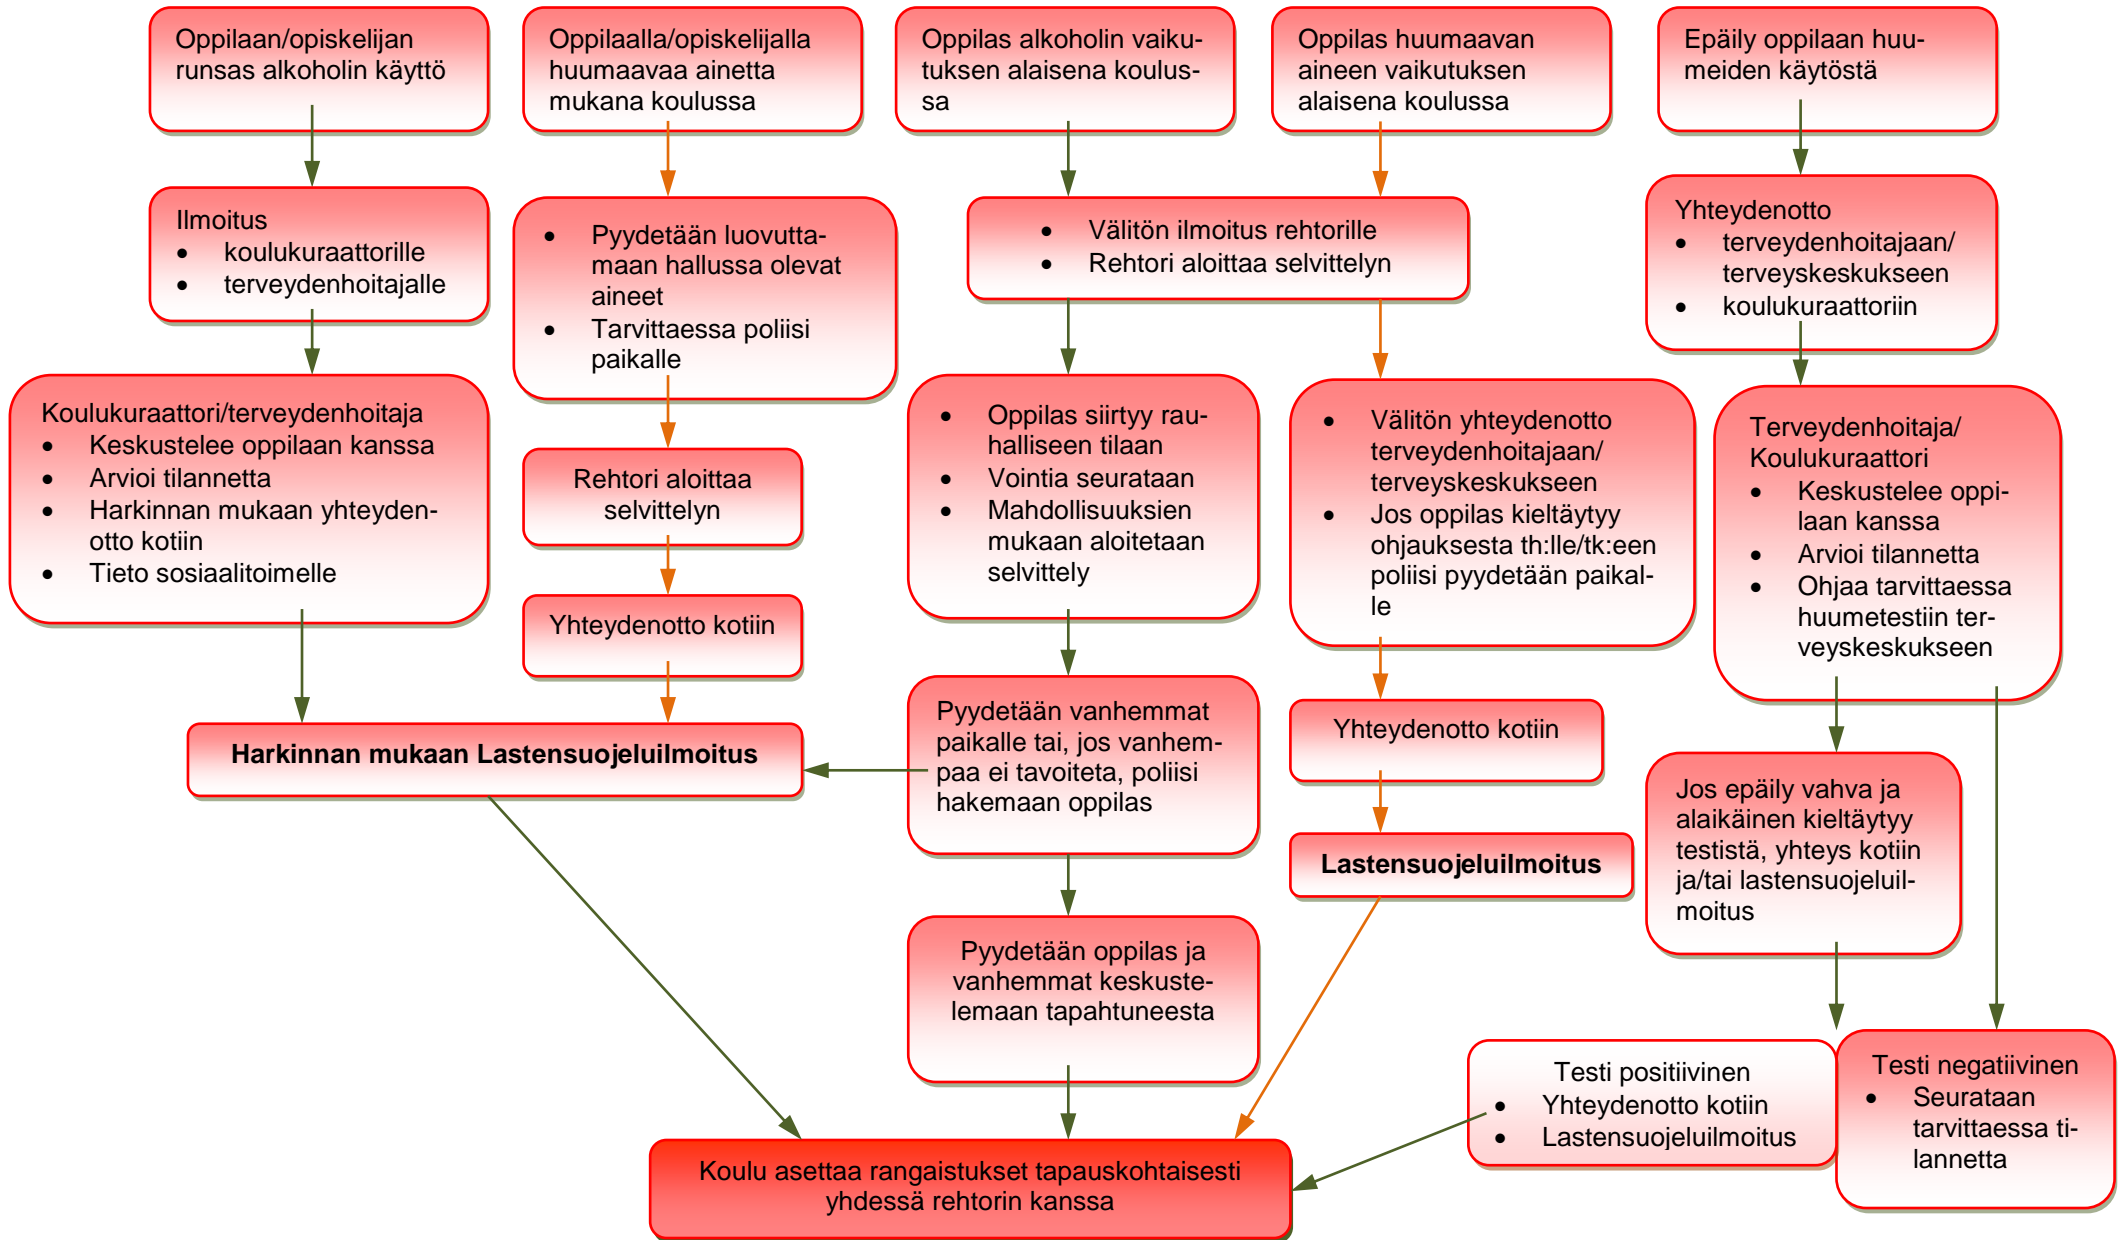 Oppilaan/opiskelijan
runsas alkoholin käyttö
Oppilaalla/opiskelijalla
huumaavaa ainetta
mukana koulussa
Oppilas alkoholin vaiku-
tuksen alaisena koulus-
sa
Oppilas huumaavan
aineen vaikutuksen
alaisena koulussa
Epäily oppilaan huu-
meiden käytöstä
Ilmoitus
• koulukuraattorille
• terveydenhoitajalle
• Pyydetään luovutta-
maan hallussa olevat
aineet
• Tarvittaessa poliisi
paikalle
• Välitön ilmoitus rehtorille
• Rehtori aloittaa selvittelyn
Yhteydenotto
• terveydenhoitajaan/
terveyskeskukseen
• koulukuraattoriin
Koulukuraattori/terveydenhoitaja
• Keskustelee oppilaan kanssa
• Arvioi tilannetta
• Harkinnan mukaan yhteyden-
otto kotiin
• Tieto sosiaalitoimelle
Rehtori aloittaa
selvittelyn
Yhteydenotto kotiin
• Oppilas siirtyy rau-
halliseen tilaan
• Vointia seurataan
• Mahdollisuuksien
mukaan aloitetaan
selvittely
• Välitön yhteydenotto
terveydenhoitajaan/
terveyskeskukseen
• Jos oppilas kieltäytyy
ohjauksesta th:lle/tk:een
poliisi pyydetään paikal-
le
Terveydenhoitaja/
Koulukuraattori
• Keskustelee oppi-
laan kanssa
• Arvioi tilannetta
• Ohjaa tarvittaessa
huumetestiin ter-
veyskeskukseen
Harkinnan mukaan Lastensuojeluilmoitus
Pyydetään vanhemmat
paikalle tai, jos vanhem-
paa ei tavoiteta, poliisi
hakemaan oppilas
Yhteydenotto kotiin
Lastensuojeluilmoitus
Jos epäily vahva ja
alaikäinen kieltäytyy
testistä, yhteys kotiin
ja/tai lastensuojeluil-
moitus
Pyydetään oppilas ja
vanhemmat keskuste-
lemaan tapahtuneesta
Testi positiivinen
• Yhteydenotto kotiin
• Lastensuojeluilmoitus
Testi negatiivinen
• Seurataan
tarvittaessa ti-
lannetta
Koulu asettaa rangaistukset tapauskohtaisesti
yhdessä rehtorin kanssa